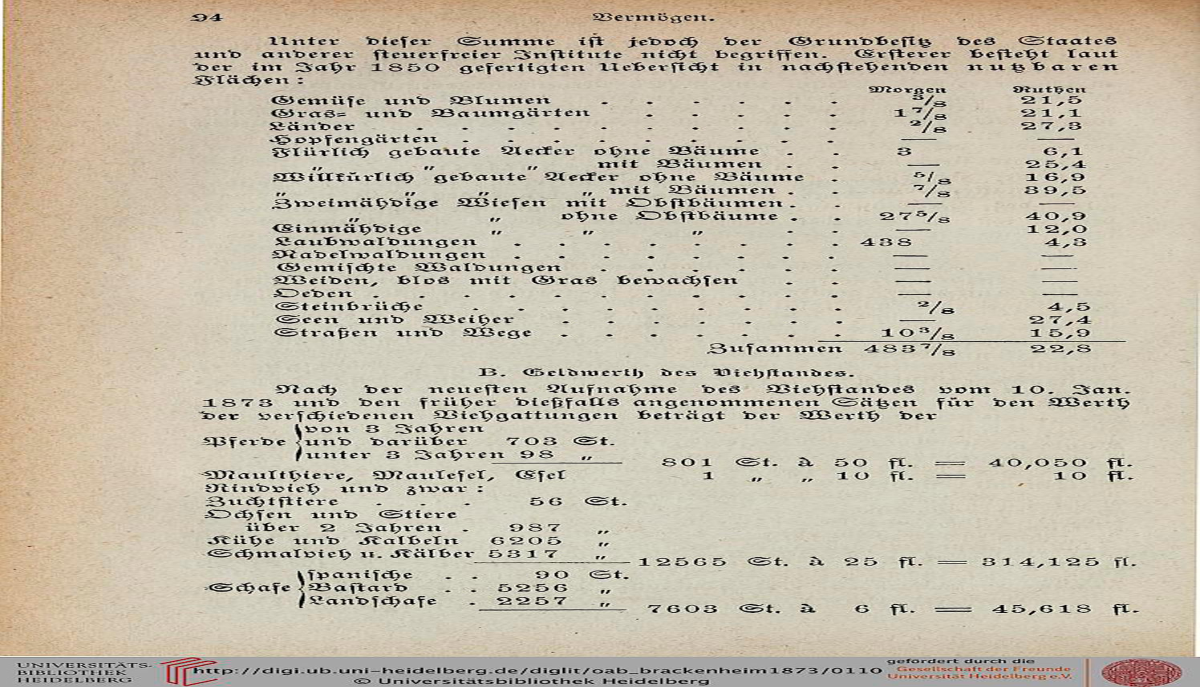 94 Vermögen.
Unter dieser Summe ist jedoch der Grundbesitz des Staates
und anderer steuerfreier Institute nicht begriffen. Ersterer besteht laut
der im Jahr 1850 gefertigten Uebersicht in nachstehenden nutzbaren
Flächen:
Morgen Ruthen
Gemüse und Blumen . . . . . . 3/8 21,5
Gras= und Baumgärten . . . . . 1 7/8 21,1
Länder . . . . . . . . . 2/8 27,3
Hopfengärten . . . . . . . . — —
Flürlich gebaute Aecker ohne Bäume . . 3 6,1
„ „ „ mit Bäumen . . — 25,4
Willkürlich gebaute Aecker ohne Bäume . 5/8 16,9
„ „ „ „ mit Bäumen . . 7/8 39,5
Zweimähdige Wiesen mit Obstbäumen . . — —
„ „ ohne Obstbäume . . 27 5/8 40,9
Einmähdige „ „ „ . . — 12,0
Laubwaldungen . . . . . . . 438 4,3
Nadelwaldungen . . . . . . . — —
Gemischte Waldungen . . . . . . — —
Weiden, blos mit Gras bewachsen . . — —
Oeden . . . . . . . . . . — —
Steinbrüche . . . . . . . . 2/8 4,5
Seen und Weiher . . . . . . . — 27,4
Straßen und Wege . . . . . . 10 3/8 15,9
Zusammen 483 7/8 22,8
B. Geldwerth des Viehstandes.
Nach der neuesten Aufnahme des Viehstandes vom 10. Jan.
1873 und den früher dießfalls angenommenen Sätzen für den Werth
der verschiedenen Viehgattungen beträgt der Werth der
von 3 Jahren
Pferde und darüber 703 St.
unter 3 Jahren 98 „
801 St. à 50 fl. = 40,050 fl.
Maulthiere, Maulesel, Esel 1 „ „ 10 fl. = 10 fl.
Rindvieh und zwar:
Zuchtstiere . . . 56 St.
Ochsen und Stiere
über 2 Jahren . 987 „
Kühe und Kalbeln 6205 „
Schmalvieh u. Kälber 5317 „
12565 St. à 25 fl. = 314,125 fl.
spanische . . 90 St.
Schafe Bastard . . 5256 „
Landschafe . 2257 „
7603 St. à 6 fl. = 45,618 fl.
UNIVERSITÄTS-
BIBLIOTHEK
HEIDELBERG
http://digi.ub.uni-heidelberg.de/diglit/oab_brackenheim1873/0110
© Universitätsbibliothek Heidelberg
gefördert durch die
Gesellschaft der Freunde
Universität Heidelberg e.V.